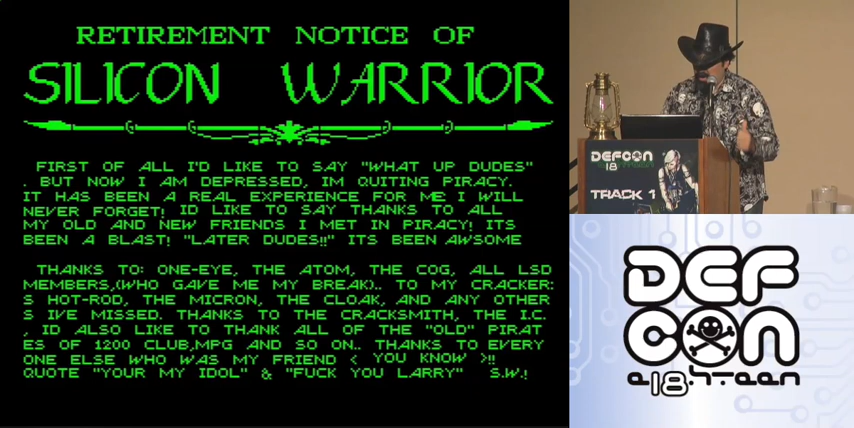 RETIREMENT NOTICE OF
SILICON WARRIOR
FIRST OF ALL I'D LIKE TO SAY "WHAT UP DUDES"
. BUT NOW I AM DEPRESSED, IM QUITING PIRACY.
IT HAS BEEN A REAL EXPERIENCE FOR ME I WILL
NEVER FORGET! ID LIKE TO SAY THANKS TO ALL
MY OLD AND NEW FRIENDS I MET IN PIRACY! ITS
BEEN A BLAST! "LATER DUDES!!" ITS BEEN AWSOME
THANKS TO: ONE-EYE, THE ATOM, THE COG, ALL LSD
MEMBERS,(WHO GAVE ME MY BREAK).. TO MY CRACKER:
S HOT-ROD, THE MICRON, THE CLOAK, AND ANY OTHER
S IVE MISSED. THANKS TO THE CRACKSMITH, THE I.C.
, ID ALSO LIKE TO THANK ALL OF THE "OLD" PIRAT
ES OF 1200 CLUB,MPG AND SO ON.. THANKS TO EVERY
ONE ELSE WHO WAS MY FRIEND < YOU KNOW >!!
QUOTE "YOUR MY IDOL" & "FUCK YOU LARRY" S.W.!
DEFCON
18
TRACK 1
DEF
CON
e18h.teen